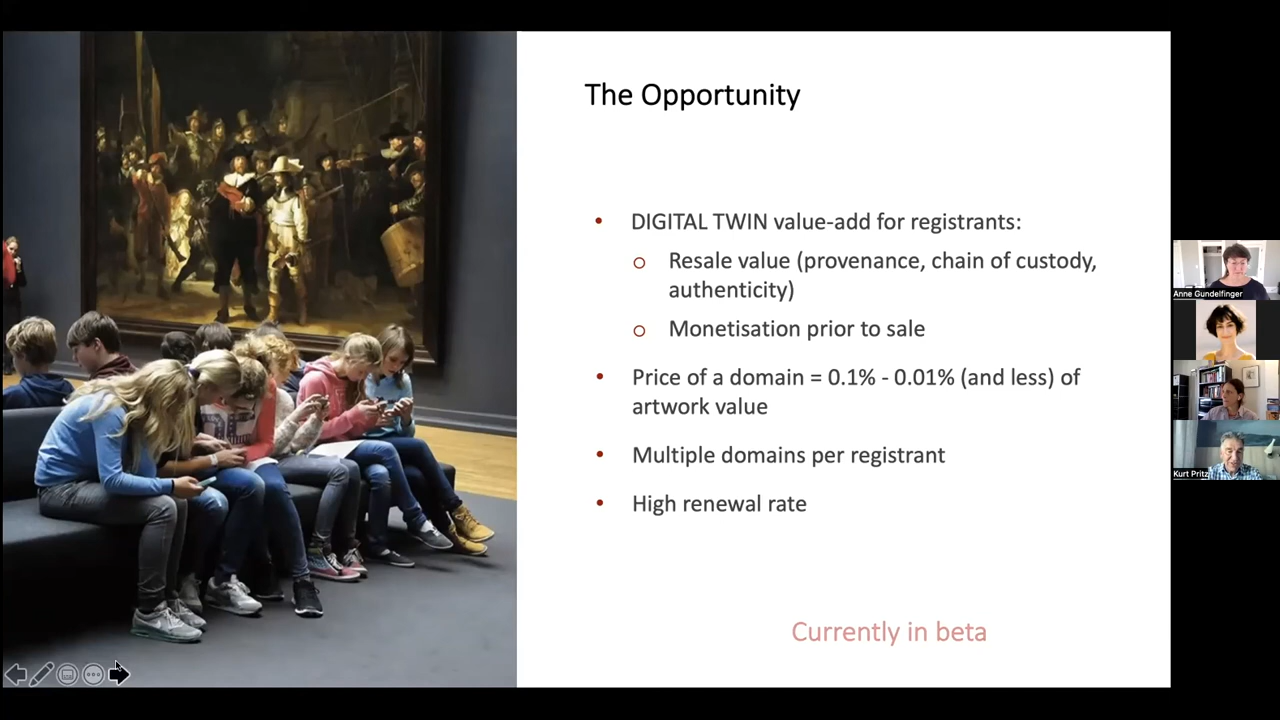 The Opportunity
• DIGITAL TWIN value-add for registrants:
o Resale value (provenance, chain of custody,
authenticity)
o Monetisation prior to sale
• Price of a domain = 0.1% - 0.01% (and less) of
artwork value
• Multiple domains per registrant
• High renewal rate
Currently in beta
Anne Gundelfinger
Kurt Pritz